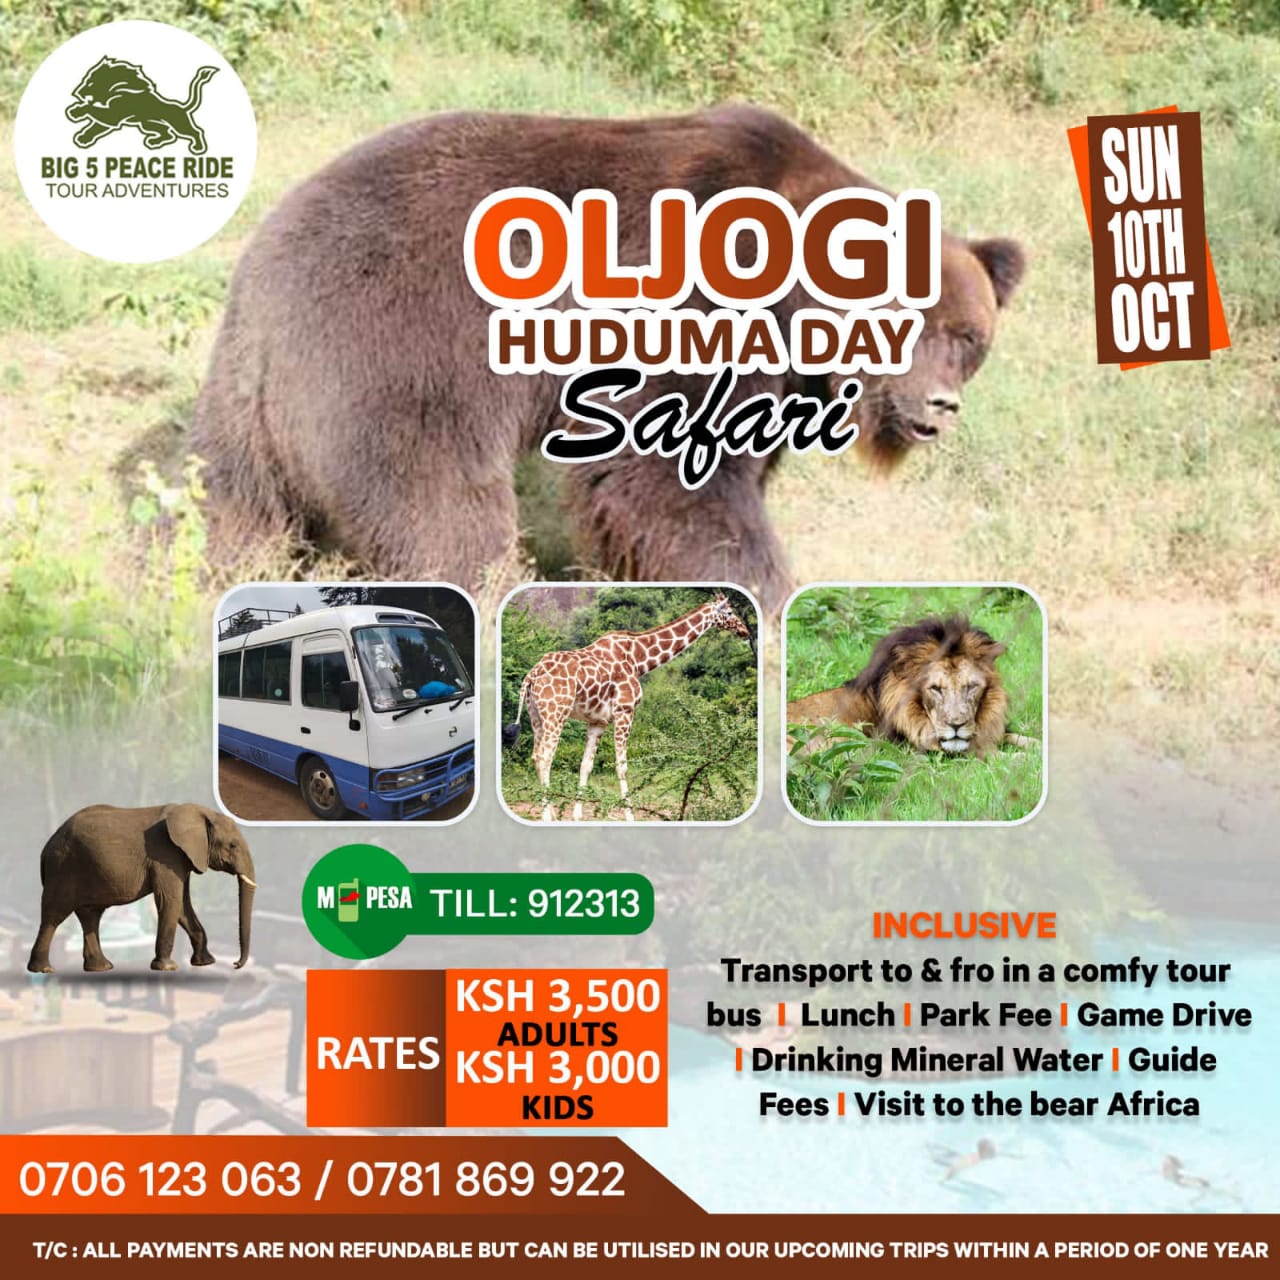 BIG 5 PEACE RIDE
TOUR ADVENTURES
SUN
10TH
OCT
OLJOGI
HUDUMA DAY
Safari
M PESA
TILL: 912313
RATES
KSH 3,500
ADULTS
KSH 3,000
KIDS
INCLUSIVE
Transport to & fro in a comfy tour
bus I Lunch I Park Fee I Game Drive
I Drinking Mineral Water I Guide
Fees I Visit to the bear Africa
0706 123 063 / 0781 869 922
T/C : ALL PAYMENTS ARE NON REFUNDABLE BUT CAN BE UTILISED IN OUR UPCOMING TRIPS WITHIN A PERIOD OF ONE YEAR